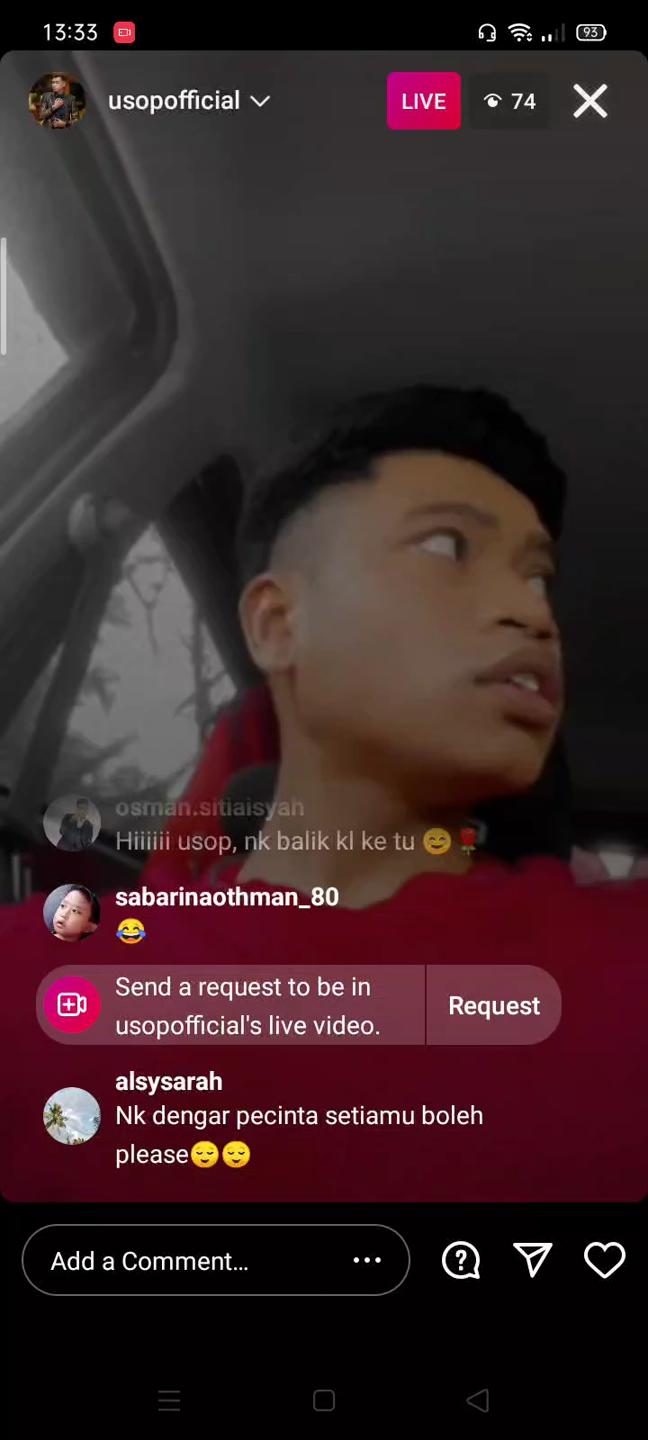 13:33
93
usopofficial
LIVE
74
osman.sitiaisyah
Hiiiiii usop, nk balik kl ke tu 😊🌹
sabarinaothman_80
😂
Send a request to be in
usopofficial's live video.
Request
alsysarah
Nk dengar pecinta setiamu boleh
please😌😌
Add a Comment...